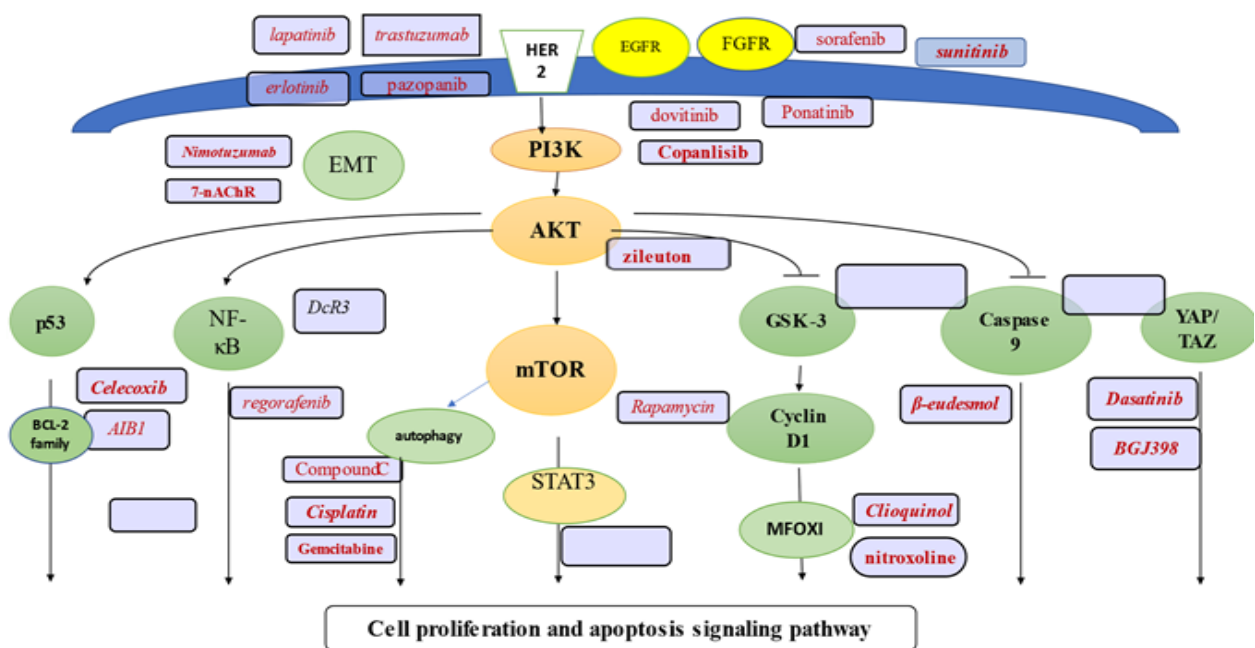 lapatinib
trastuzumab
HER
2
EGFR
FGFR
sorafenib
sunitinib
erlotinib
pazopanib
dovitinib
Ponatinib
Nimotuzumab
EMT
PI3K
Copanlisib
7-nAChR
AKT
zileuton
p53
NF-
κB
DcR3
GSK-3
Caspase
9
YAP/
TAZ
mTOR
Celecoxib
regorafenib
Rapamycin
β-eudesmol
Dasatinib
BCL-2
family
AIB1
autophagy
Cyclin
D1
BGJ398
CompoundC
STAT3
Cisplatin
MFOXI
Clioquinol
Gemcitabine
nitroxoline
Cell proliferation and apoptosis signaling pathway